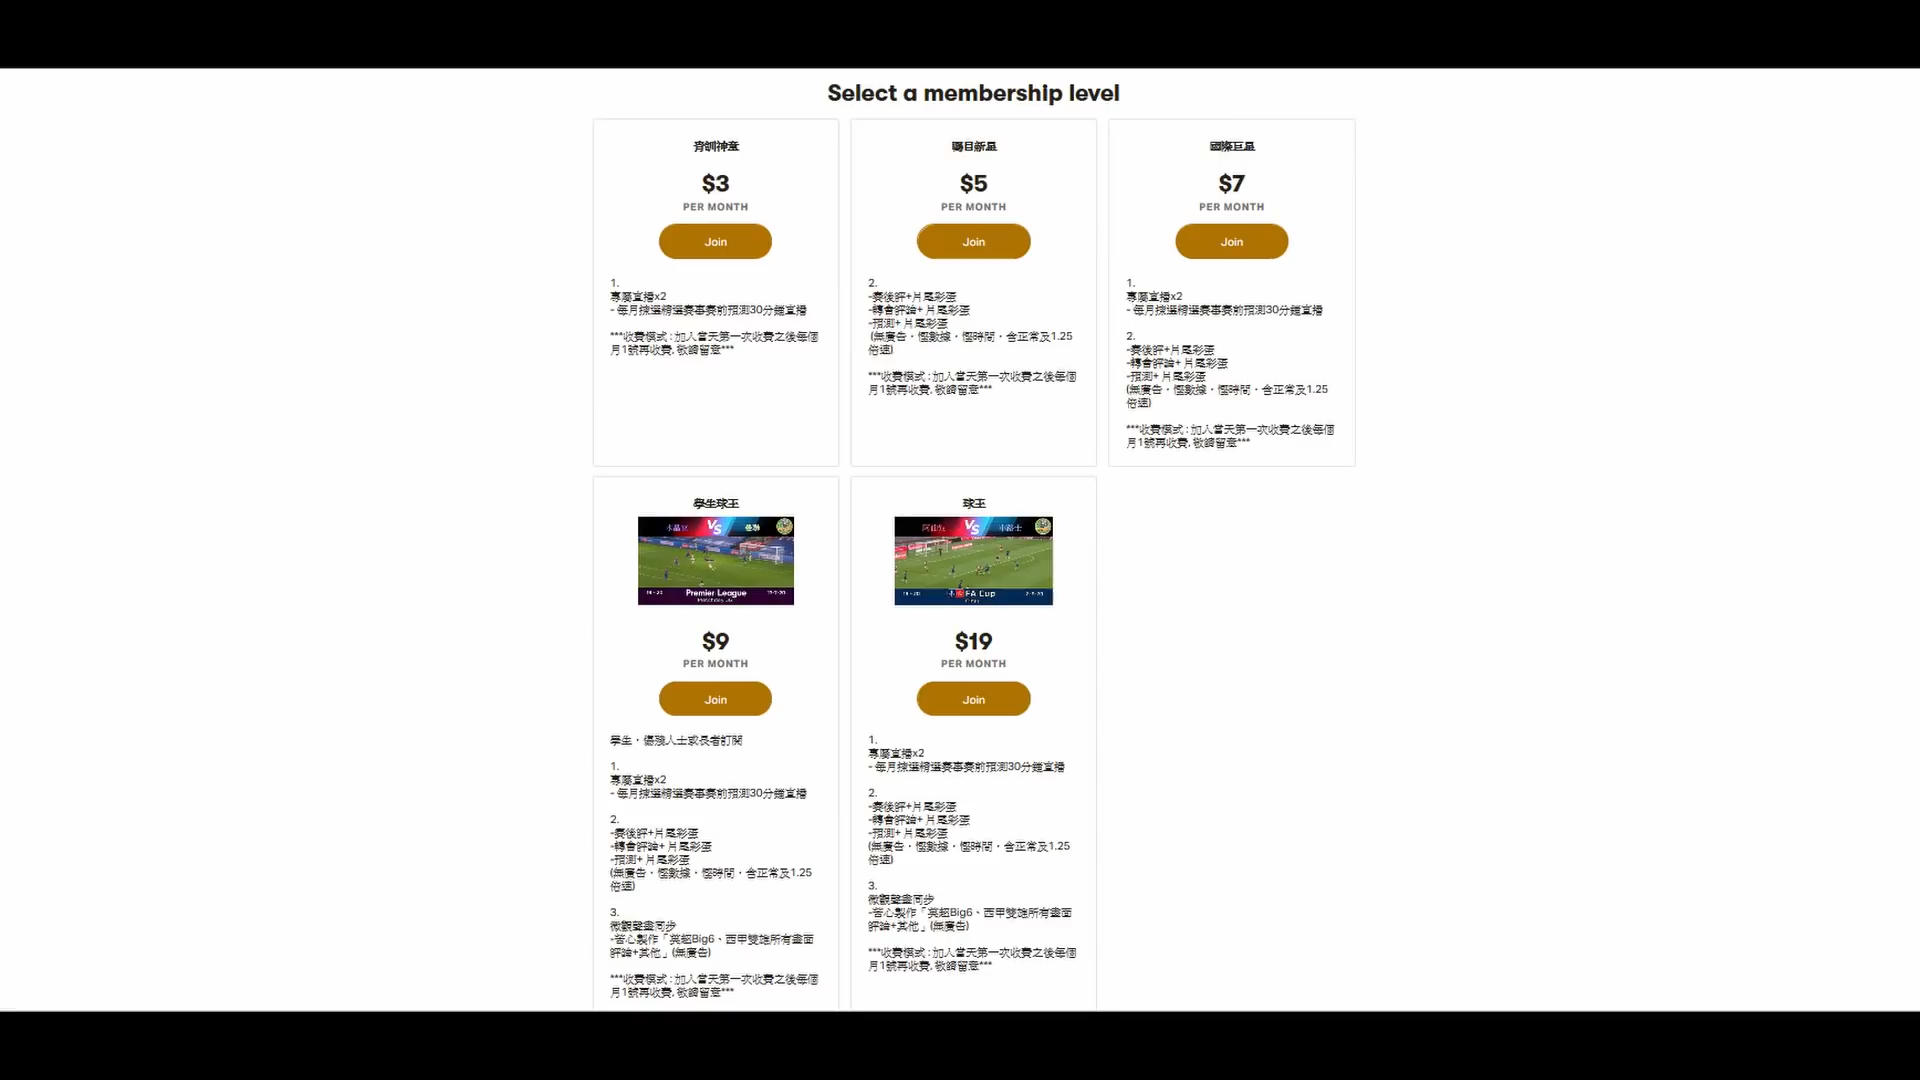 Select a membership level
青訓神童
$3
PER MONTH
Join
1.
專屬直播x2
- 每月揀選精選賽事賽前預測30分鐘直播
***收費模式 : 加入當天第一次收費之後每個
月1號再收費, 敬請留意***
矚目新星
$5
PER MONTH
Join
2.
-賽後評+片尾彩蛋
-轉會評論+ 片尾彩蛋
-預測+ 片尾彩蛋
(無廣告・慳數據・慳時間・含正常及1.25
倍速)
***收費模式 : 加入當天第一次收費之後每個
月1號再收費, 敬請留意***
國際巨星
$7
PER MONTH
Join
1.
專屬直播x2
- 每月揀選精選賽事賽前預測30分鐘直播
2.
-賽後評+片尾彩蛋
-轉會評論+ 片尾彩蛋
-預測+ 片尾彩蛋
(無廣告・慳數據・慳時間・含正常及1.25
倍速)
***收費模式 : 加入當天第一次收費之後每個
月1號再收費, 敬請留意***
學生球王
水晶宮 VS 曼聯
19-20 Premier League
$9
PER MONTH
Join
學生・傷殘人士或長者訂閱
1.
專屬直播x2
- 每月揀選精選賽事賽前預測30分鐘直播
2.
-賽後評+片尾彩蛋
-轉會評論+ 片尾彩蛋
-預測+ 片尾彩蛋
(無廣告・慳數據・慳時間・含正常及1.25
倍速)
3.
微觀聲畫同步
-苦心製作「英超Big6、西甲雙雄所有畫面
評論+其他」(無廣告)
***收費模式 : 加入當天第一次收費之後每個
月1號再收費, 敬請留意***
球王
阿仙奴 VS 車路士
19-20 FA Cup
$19
PER MONTH
Join
1.
專屬直播x2
- 每月揀選精選賽事賽前預測30分鐘直播
2.
-賽後評+片尾彩蛋
-轉會評論+ 片尾彩蛋
-預測+ 片尾彩蛋
(無廣告・慳數據・慳時間・含正常及1.25
倍速)
3.
微觀聲畫同步
-苦心製作「英超Big6、西甲雙雄所有畫面
評論+其他」(無廣告)
***收費模式 : 加入當天第一次收費之後每個
月1號再收費, 敬請留意***